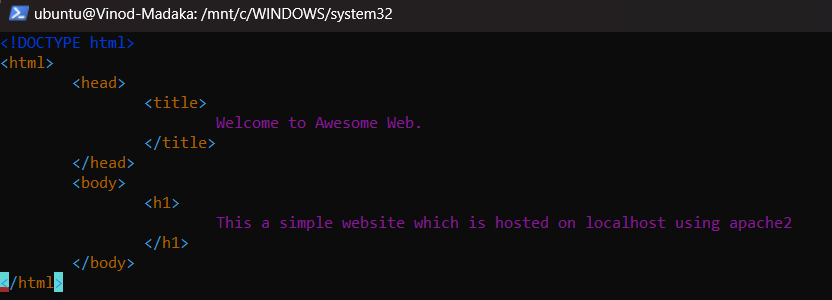 ubuntu@Vinod-Madaka: /mnt/c/WINDOWS/system32
<!DOCTYPE html>
<html>
<head>
<title>
Welcome to Awesome Web.
</title>
</head>
<body>
<h1>
This a simple website which is hosted on localhost using apache2
</h1>
</body>
</html>